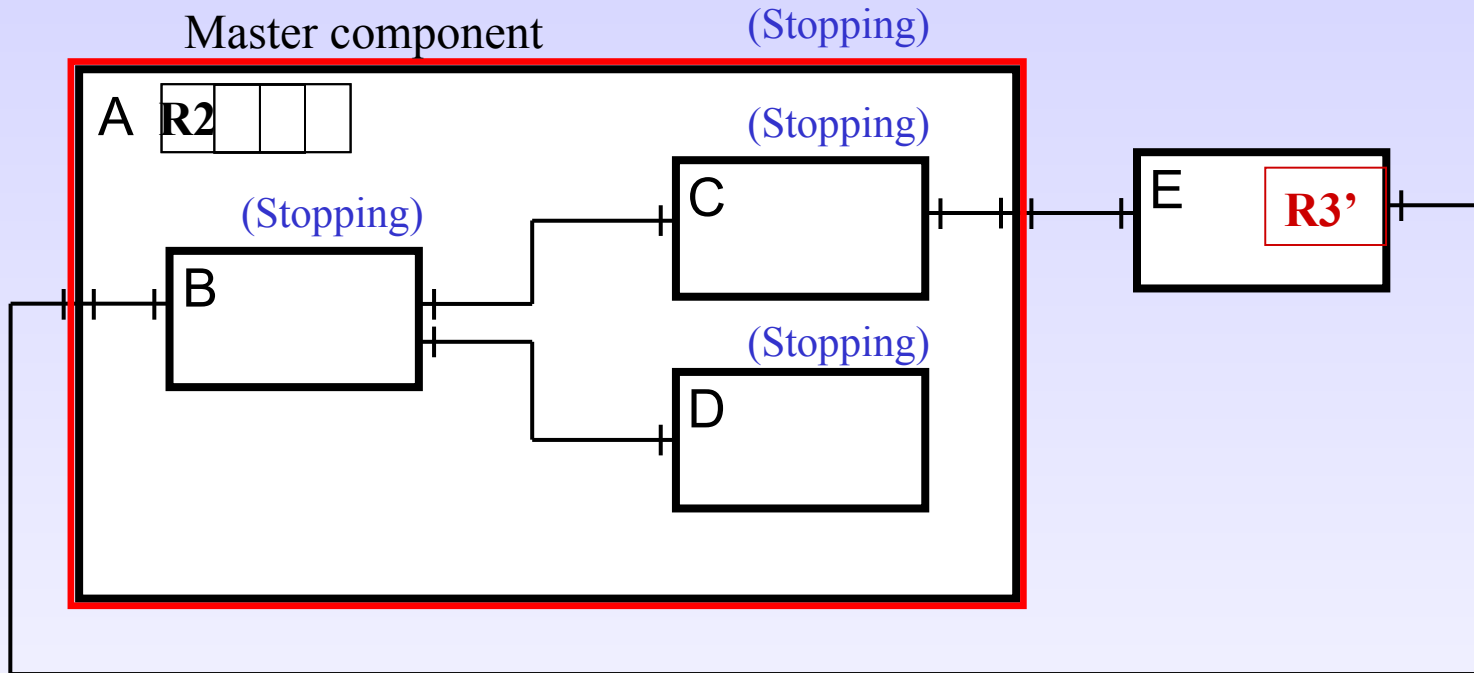 Master component
(Stopping)
A
R2
(Stopping)
(Stopping)
C
E
R3’
B
(Stopping)
D